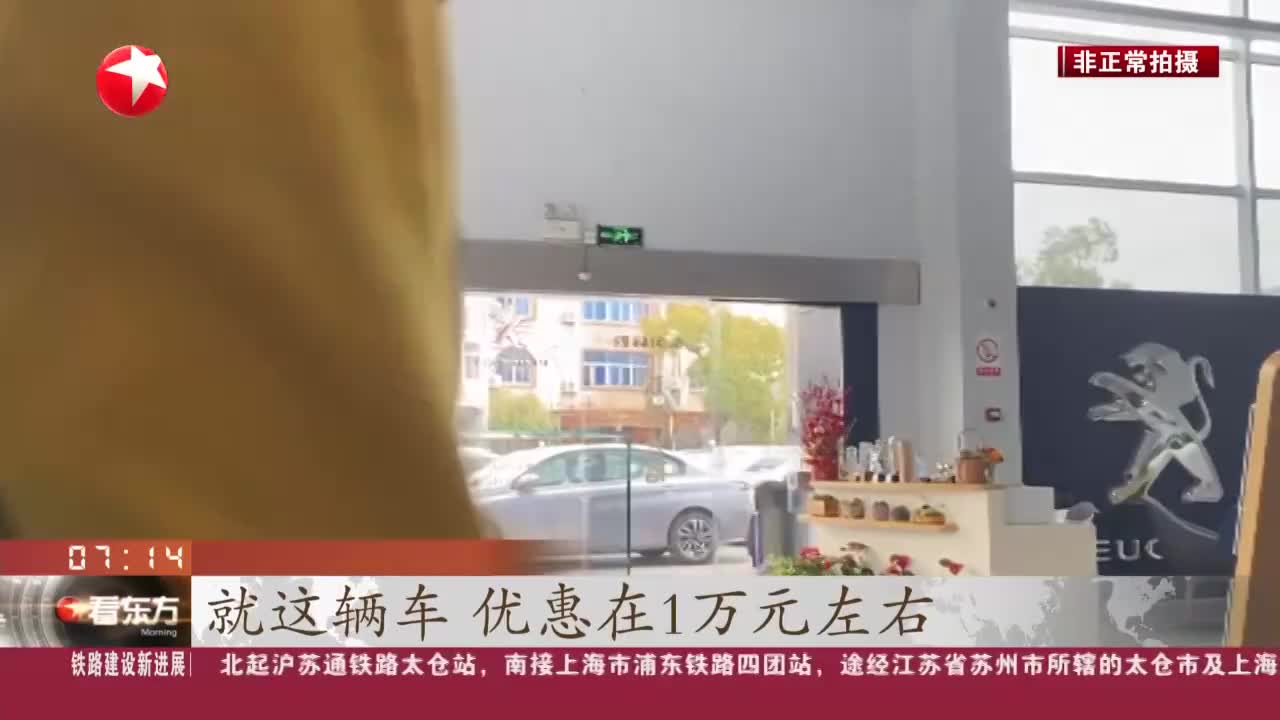 非正常拍摄
EUG
07:14
看东方
Morning
就这辆车 优惠在1万元左右
铁路建设新进展
北起沪苏通铁路太仓站，南接上海市浦东铁路四团站，途经江苏省苏州市所辖的太仓市及上海